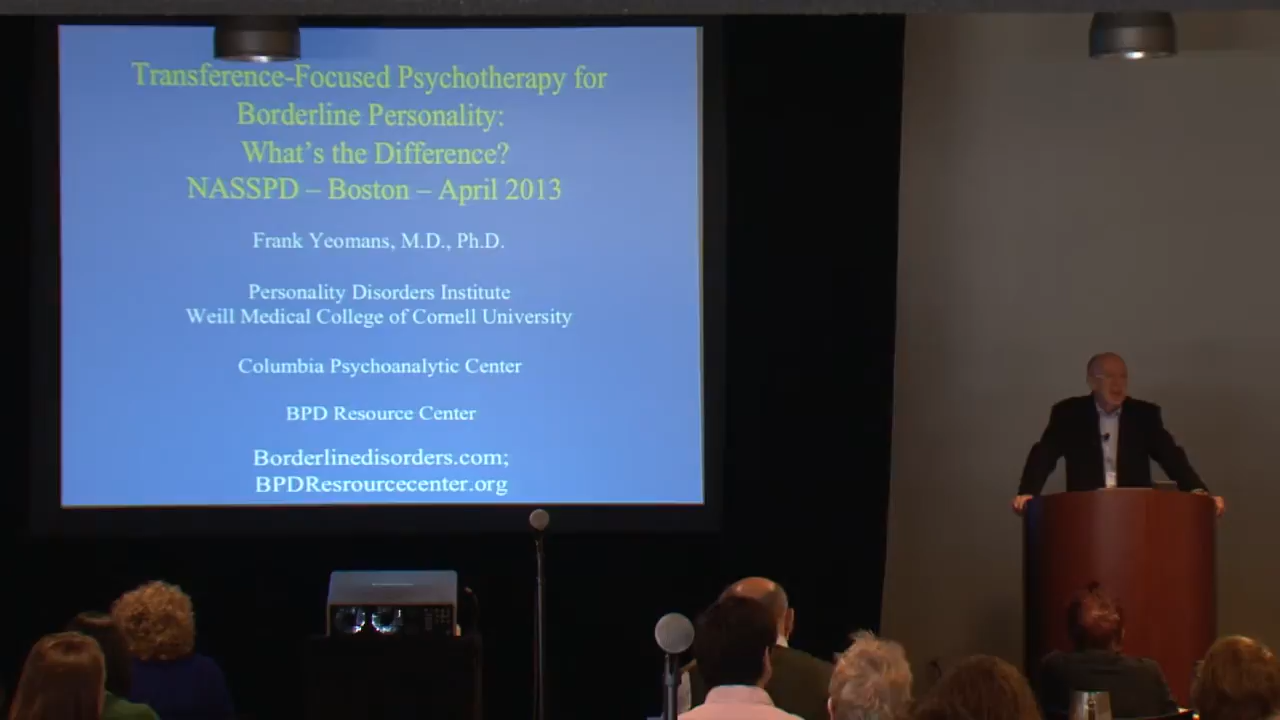 Transference-Focused Psychotherapy for
Borderline Personality:
What's the Difference?
NASSPD – Boston – April 2013
Frank Yeomans, M.D., Ph.D.
Personality Disorders Institute
Weill Medical College of Cornell University
Columbia Psychoanalytic Center
BPD Resource Center
Borderlinedisorders.com;
BPDResrourcecenter.org